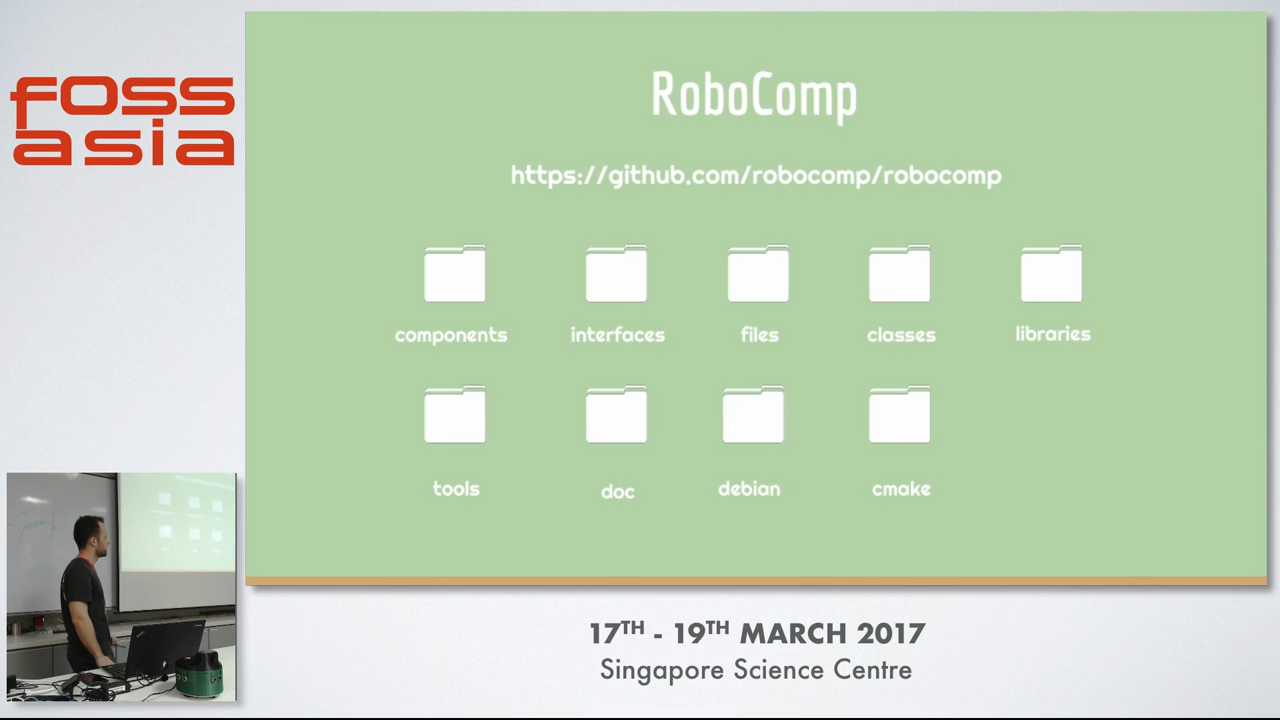 foss
asia
RoboComp
https://github.com/robocomp/robocomp
components interfaces files classes libraries
tools doc debian cmake
17TH - 19TH MARCH 2017
Singapore Science Centre